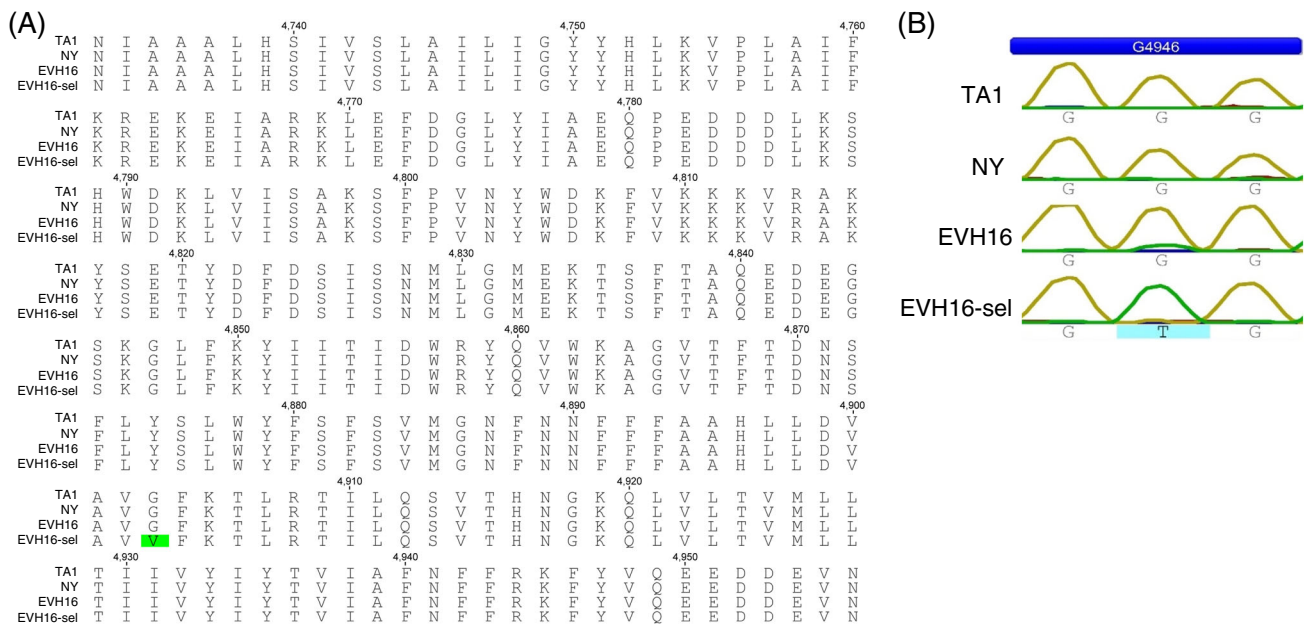 (A)
4,740 4,750 4,760
TA1 N I A A A L H S I V S L A I L I G Y Y H L K V P L A I F
NY N I A A A L H S I V S L A I L I G Y Y H L K V P L A I F
EVH16 N I A A A L H S I V S L A I L I G Y Y H L K V P L A I F
EVH16-sel N I A A A L H S I V S L A I L I G Y Y H L K V P L A I F
4,770 4,780
TA1 K R E K E I A R K L E F D G L Y I A E Q P E D D D L K S
NY K R E K E I A R K L E F D G L Y I A E Q P E D D D L K S
EVH16 K R E K E I A R K L E F D G L Y I A E Q P E D D D L K S
EVH16-sel K R E K E I A R K L E F D G L Y I A E Q P E D D D L K S
4,790 4,800 4,810
TA1 H W D K L V I S A K S F P V N Y W D K F V K K K V R A K
NY H W D K L V I S A K S F P V N Y W D K F V K K K V R A K
EVH16 H W D K L V I S A K S F P V N Y W D K F V K K K V R A K
EVH16-sel H W D K L V I S A K S F P V N Y W D K F V K K K V R A K
4,820 4,830 4,840
TA1 Y S E T Y D F D S I S N M L G M E K T S F T A Q E D E G
NY Y S E T Y D F D S I S N M L G M E K T S F T A Q E D E G
EVH16 Y S E T Y D F D S I S N M L G M E K T S F T A Q E D E G
EVH16-sel Y S E T Y D F D S I S N M L G M E K T S F T A Q E D E G
4,850 4,860 4,870
TA1 S K G L F K Y I I T I D W R Y Q V W K A G V T F T D N S
NY S K G L F K Y I I T I D W R Y Q V W K A G V T F T D N S
EVH16 S K G L F K Y I I T I D W R Y Q V W K A G V T F T D N S
EVH16-sel S K G L F K Y I I T I D W R Y Q V W K A G V T F T D N S
4,880 4,890 4,900
TA1 F L Y S L W Y F S F S V M G N F N N F F F A A H L L D V
NY F L Y S L W Y F S F S V M G N F N N F F F A A H L L D V
EVH16 F L Y S L W Y F S F S V M G N F N N F F F A A H L L D V
EVH16-sel F L Y S L W Y F S F S V M G N F N N F F F A A H L L D V
4,910 4,920
TA1 A V G F K T L R T I L Q S V T H N G K Q L V L T V M L L
NY A V G F K T L R T I L Q S V T H N G K Q L V L T V M L L
EVH16 A V G F K T L R T I L Q S V T H N G K Q L V L T V M L L
EVH16-sel A V V F K T L R T I L Q S V T H N G K Q L V L T V M L L
4,930 4,940 4,950
TA1 T I I V Y I Y T V I A F N F F R K F Y V Q E E D D E V N
NY T I I V Y I Y T V I A F N F F R K F Y V Q E E D D E V N
EVH16 T I I V Y I Y T V I A F N F F R K F Y V Q E E D D E V N
EVH16-sel T I I V Y I Y T V I A F N F F R K F Y V Q E E D D E V N
(B)
G4946
TA1
G G G
NY
G G G
EVH16
G G G
EVH16-sel
G T G